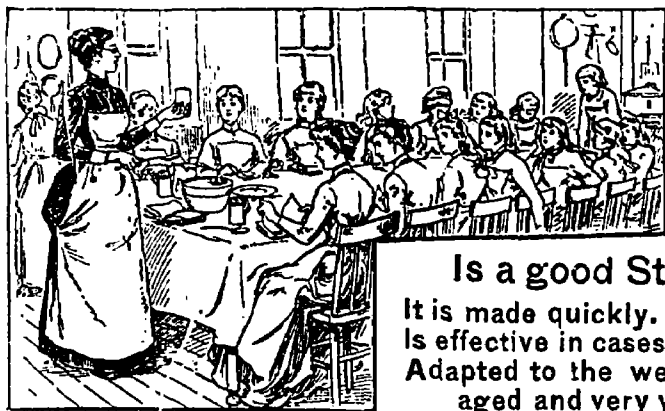 Is a good St
It is made quickly.
Is effective in cases
Adapted to the we
aged and very y